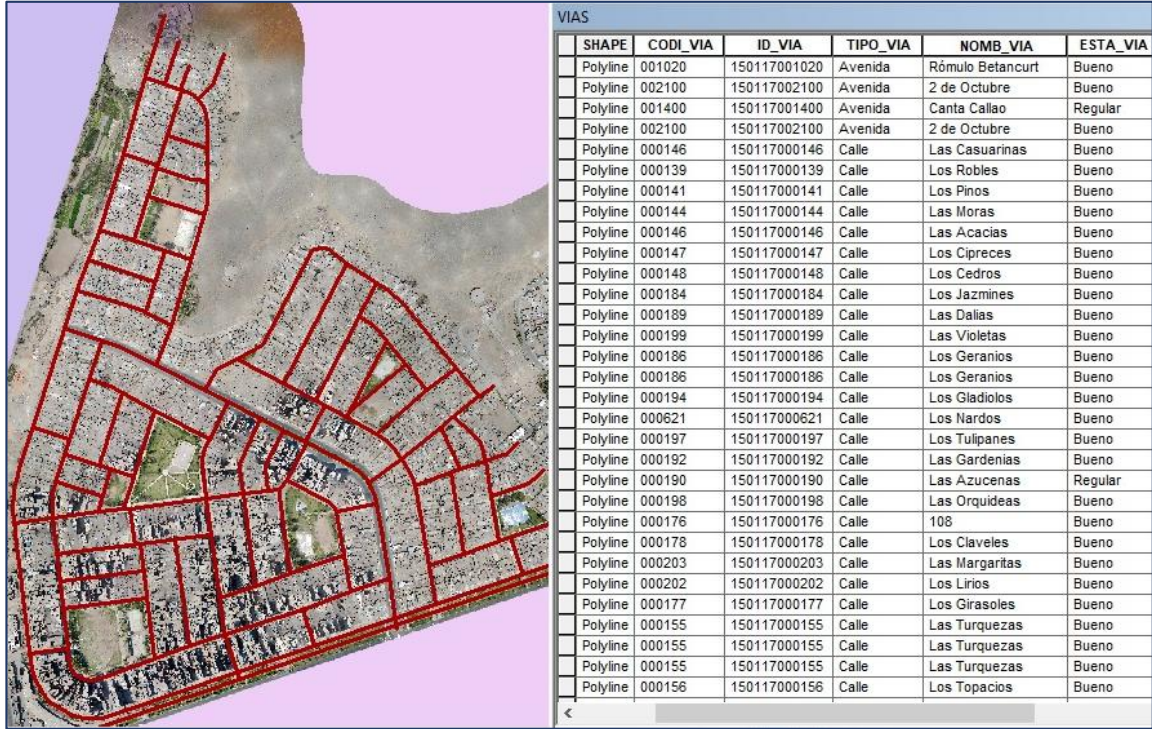 VIAS
SHAPE CODI_VIA ID_VIA TIPO_VIA NOMB_VIA ESTA_VIA
Polyline 001020 150117001020 Avenida Rómulo Betancurt Bueno
Polyline 002100 150117002100 Avenida 2 de Octubre Bueno
Polyline 001400 150117001400 Avenida Canta Callao Regular
Polyline 002100 150117002100 Avenida 2 de Octubre Bueno
Polyline 000146 150117000146 Calle Las Casuarinas Bueno
Polyline 000139 150117000139 Calle Los Robles Bueno
Polyline 000141 150117000141 Calle Los Pinos Bueno
Polyline 000144 150117000144 Calle Las Moras Bueno
Polyline 000146 150117000146 Calle Las Acacias Bueno
Polyline 000147 150117000147 Calle Los Cipreces Bueno
Polyline 000148 150117000148 Calle Los Cedros Bueno
Polyline 000184 150117000184 Calle Los Jazmines Bueno
Polyline 000189 150117000189 Calle Las Dalias Bueno
Polyline 000199 150117000199 Calle Las Violetas Bueno
Polyline 000186 150117000186 Calle Los Geranios Bueno
Polyline 000186 150117000186 Calle Los Geranios Bueno
Polyline 000194 150117000194 Calle Los Gladiolos Bueno
Polyline 000621 150117000621 Calle Los Nardos Bueno
Polyline 000197 150117000197 Calle Los Tulipanes Bueno
Polyline 000192 150117000192 Calle Las Gardenias Bueno
Polyline 000190 150117000190 Calle Las Azucenas Regular
Polyline 000198 150117000198 Calle Las Orquideas Bueno
Polyline 000176 150117000176 Calle 108 Bueno
Polyline 000178 150117000178 Calle Los Claveles Bueno
Polyline 000203 150117000203 Calle Las Margaritas Bueno
Polyline 000202 150117000202 Calle Los Lirios Bueno
Polyline 000177 150117000177 Calle Los Girasoles Bueno
Polyline 000155 150117000155 Calle Las Turquezas Bueno
Polyline 000155 150117000155 Calle Las Turquezas Bueno
Polyline 000155 150117000155 Calle Las Turquezas Bueno
Polyline 000156 150117000156 Calle Los Topacios Bueno